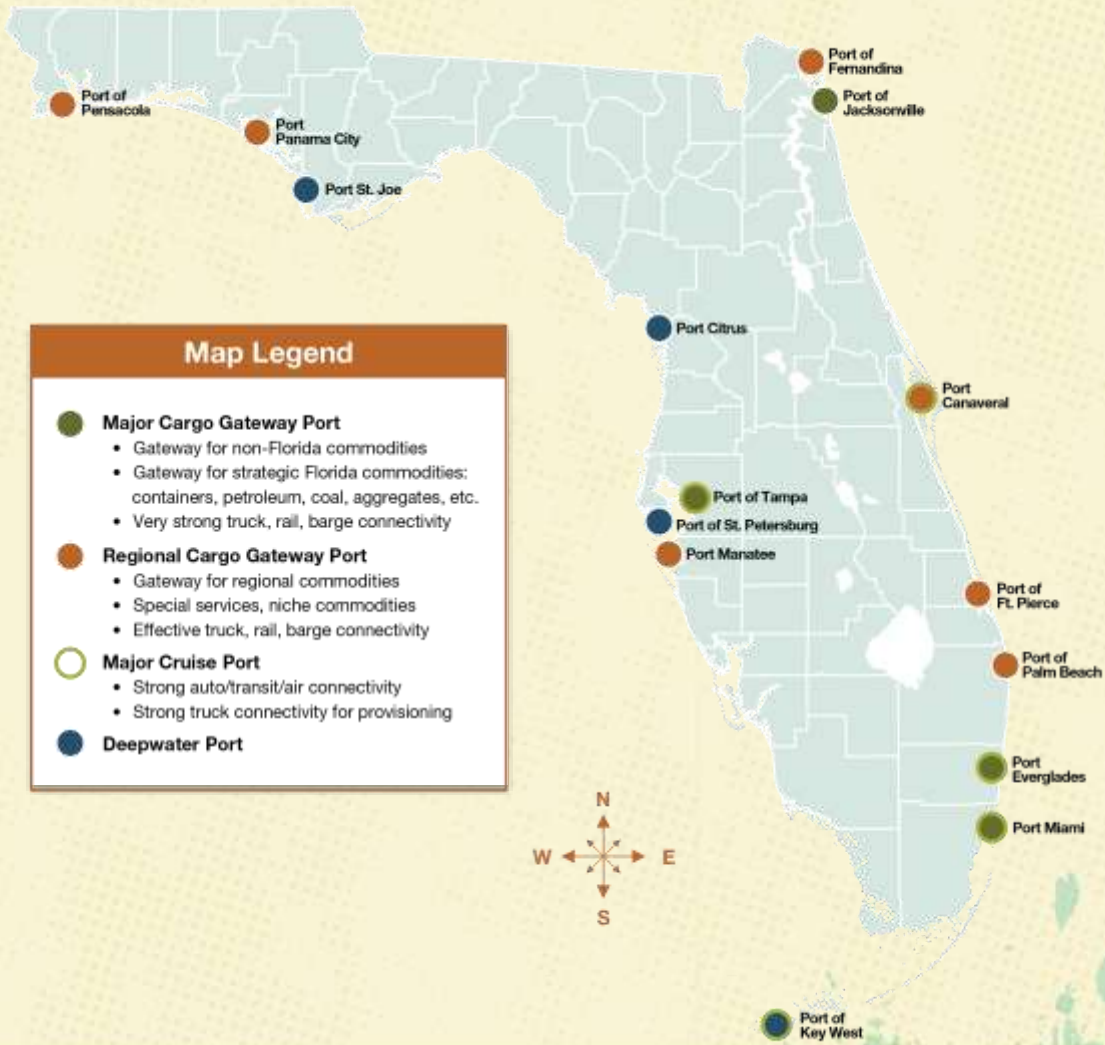 Port of
Fernandina
Port of
Jacksonville
Port of
Pensacola
Port
Panama City
Port St. Joe
Port Citrus
Port
Canaveral
Port of Tampa
Port of St. Petersburg
Port Manatee
Port of
Ft. Pierce
Port of
Palm Beach
Port
Everglades
Port Miami
Port of
Key West
Map Legend
Major Cargo Gateway Port
• Gateway for non-Florida commodities
• Gateway for strategic Florida commodities:
containers, petroleum, coal, aggregates, etc.
• Very strong truck, rail, barge connectivity
Regional Cargo Gateway Port
• Gateway for regional commodities
• Special services, niche commodities
• Effective truck, rail, barge connectivity
Major Cruise Port
• Strong auto/transit/air connectivity
• Strong truck connectivity for provisioning
Deepwater Port
N
W E
S